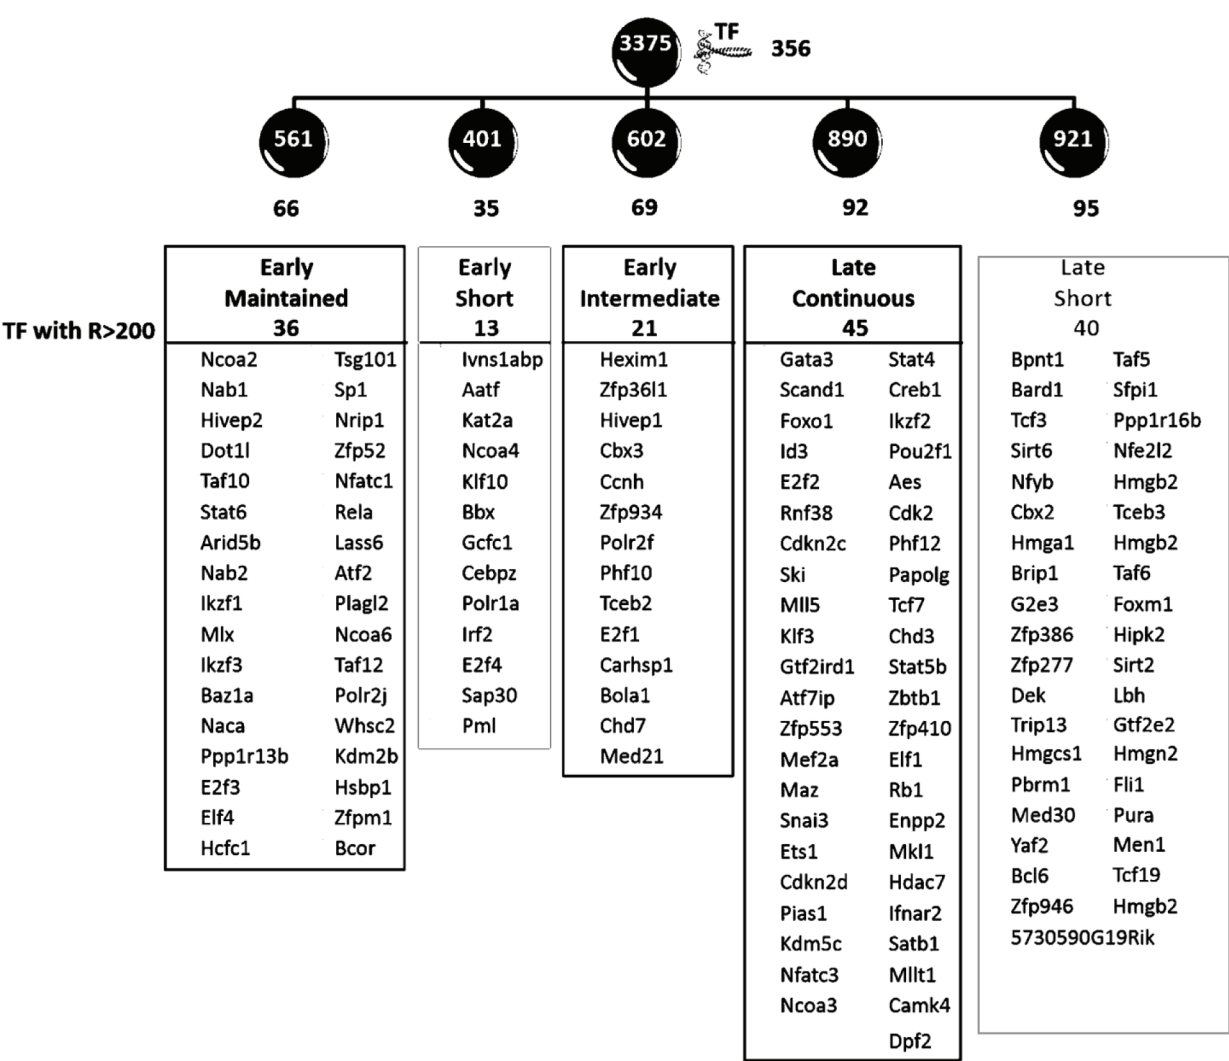 3375 TF 356
561 401 602 890 921
66 35 69 92 95
Early Maintained
Early Short
Early Intermediate
Late Continuous
Late Short
TF with R>200 36 13 21 45 40
Ncoa2 Tsg101
Nab1 Sp1
Hivep2 Nrip1
Dot1l Zfp52
Taf10 Nfatc1
Stat6 Rela
Arid5b Lass6
Nab2 Atf2
Ikzf1 Plagl2
Mlx Ncoa6
Ikzf3 Taf12
Baz1a Polr2j
Naca Whsc2
Ppp1r13b Kdm2b
E2f3 Hsbp1
Elf4 Zfpm1
Hcfc1 Bcor
Ivns1abp
Aatf
Kat2a
Ncoa4
Klf10
Bbx
Gcfc1
Cebpz
Polr1a
Irf2
E2f4
Sap30
Pml
Hexim1
Zfp36l1
Hivep1
Cbx3
Ccnh
Zfp934
Polr2f
Phf10
Tceb2
E2f1
Carhsp1
Bola1
Chd7
Med21
Gata3 Stat4
Scand1 Creb1
Foxo1 Ikzf2
Id3 Pou2f1
E2f2 Aes
Rnf38 Cdk2
Cdkn2c Phf12
Ski Papolg
Mll5 Tcf7
Klf3 Chd3
Gtf2ird1 Stat5b
Atf7ip Zbtb1
Zfp553 Zfp410
Mef2a Elf1
Maz Rb1
Snai3 Enpp2
Ets1 Mkl1
Cdkn2d Hdac7
Pias1 Ifnar2
Kdm5c Satb1
Nfatc3 Mllt1
Ncoa3 Camk4
Dpf2
Bpnt1 Taf5
Bard1 Sfpi1
Tcf3 Ppp1r16b
Sirt6 Nfe2l2
Nfyb Hmgb2
Cbx2 Tceb3
Hmga1 Hmgb2
Brip1 Taf6
G2e3 Foxm1
Zfp386 Hipk2
Zfp277 Sirt2
Dek Lbh
Trip13 Gtf2e2
Hmgcs1 Hmgn2
Pbrm1 Fli1
Med30 Pura
Yaf2 Men1
Bcl6 Tcf19
Zfp946 Hmgb2
5730590G19Rik